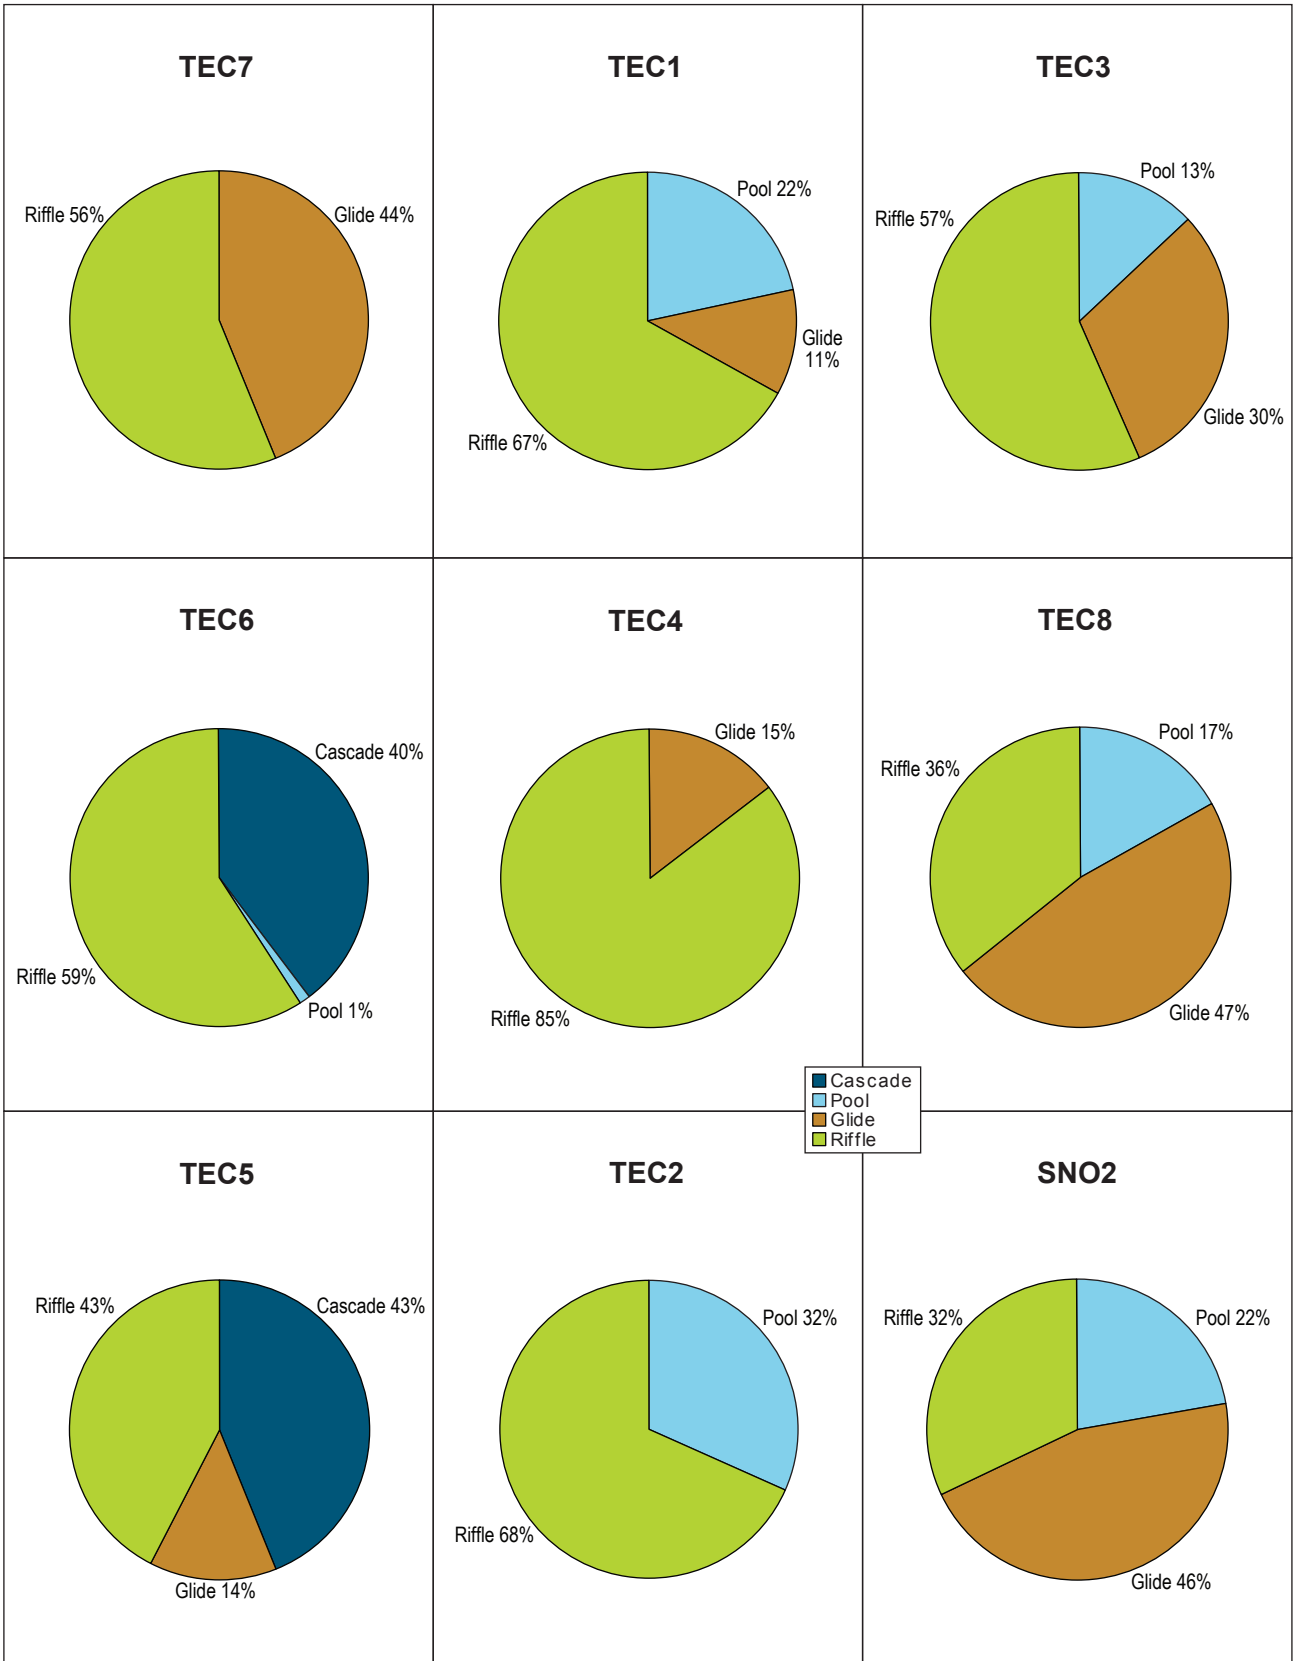 TEC7
Riffle 56%
Glide 44%
TEC1
Pool 22%
Glide
11%
Riffle 67%
TEC3
Pool 13%
Riffle 57%
Glide 30%
TEC6
Cascade 40%
Riffle 59%
Pool 1%
TEC4
Glide 15%
Riffle 85%
TEC8
Pool 17%
Riffle 36%
Glide 47%
Cascade
Pool
Glide
Riffle
TEC5
Riffle 43%
Cascade 43%
Glide 14%
TEC2
Pool 32%
Riffle 68%
SNO2
Riffle 32%
Pool 22%
Glide 46%